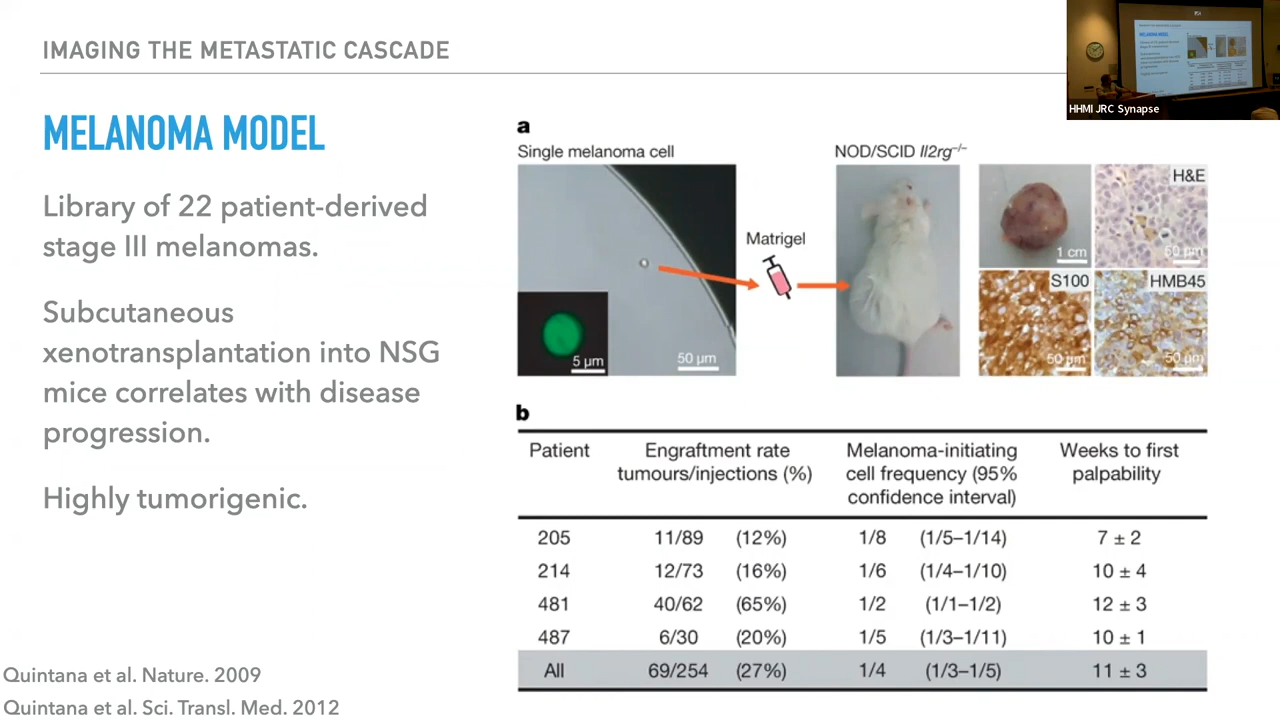 IMAGING THE METASTATIC CASCADE
HHMI JRC Synapse
MELANOMA MODEL
Library of 22 patient-derived
stage III melanomas.
Subcutaneous
xenotransplantation into NSG
mice correlates with disease
progression.
Highly tumorigenic.
Quintana et al. Nature. 2009
Quintana et al. Sci. Transl. Med. 2012
a
Single melanoma cell
5 µm
50 µm
Matrigel
NOD/SCID Il2rg–/–
1 cm
H&E
50 µm
S100
50 µm
HMB45
50 µm
b
Patient Engraftment rate tumours/injections (%) Melanoma-initiating cell frequency (95% confidence interval) Weeks to first palpability
205 11/89 (12%) 1/8 (1/5–1/14) 7 ± 2
214 12/73 (16%) 1/6 (1/4–1/10) 10 ± 4
481 40/62 (65%) 1/2 (1/1–1/2) 12 ± 3
487 6/30 (20%) 1/5 (1/3–1/11) 10 ± 1
All 69/254 (27%) 1/4 (1/3–1/5) 11 ± 3